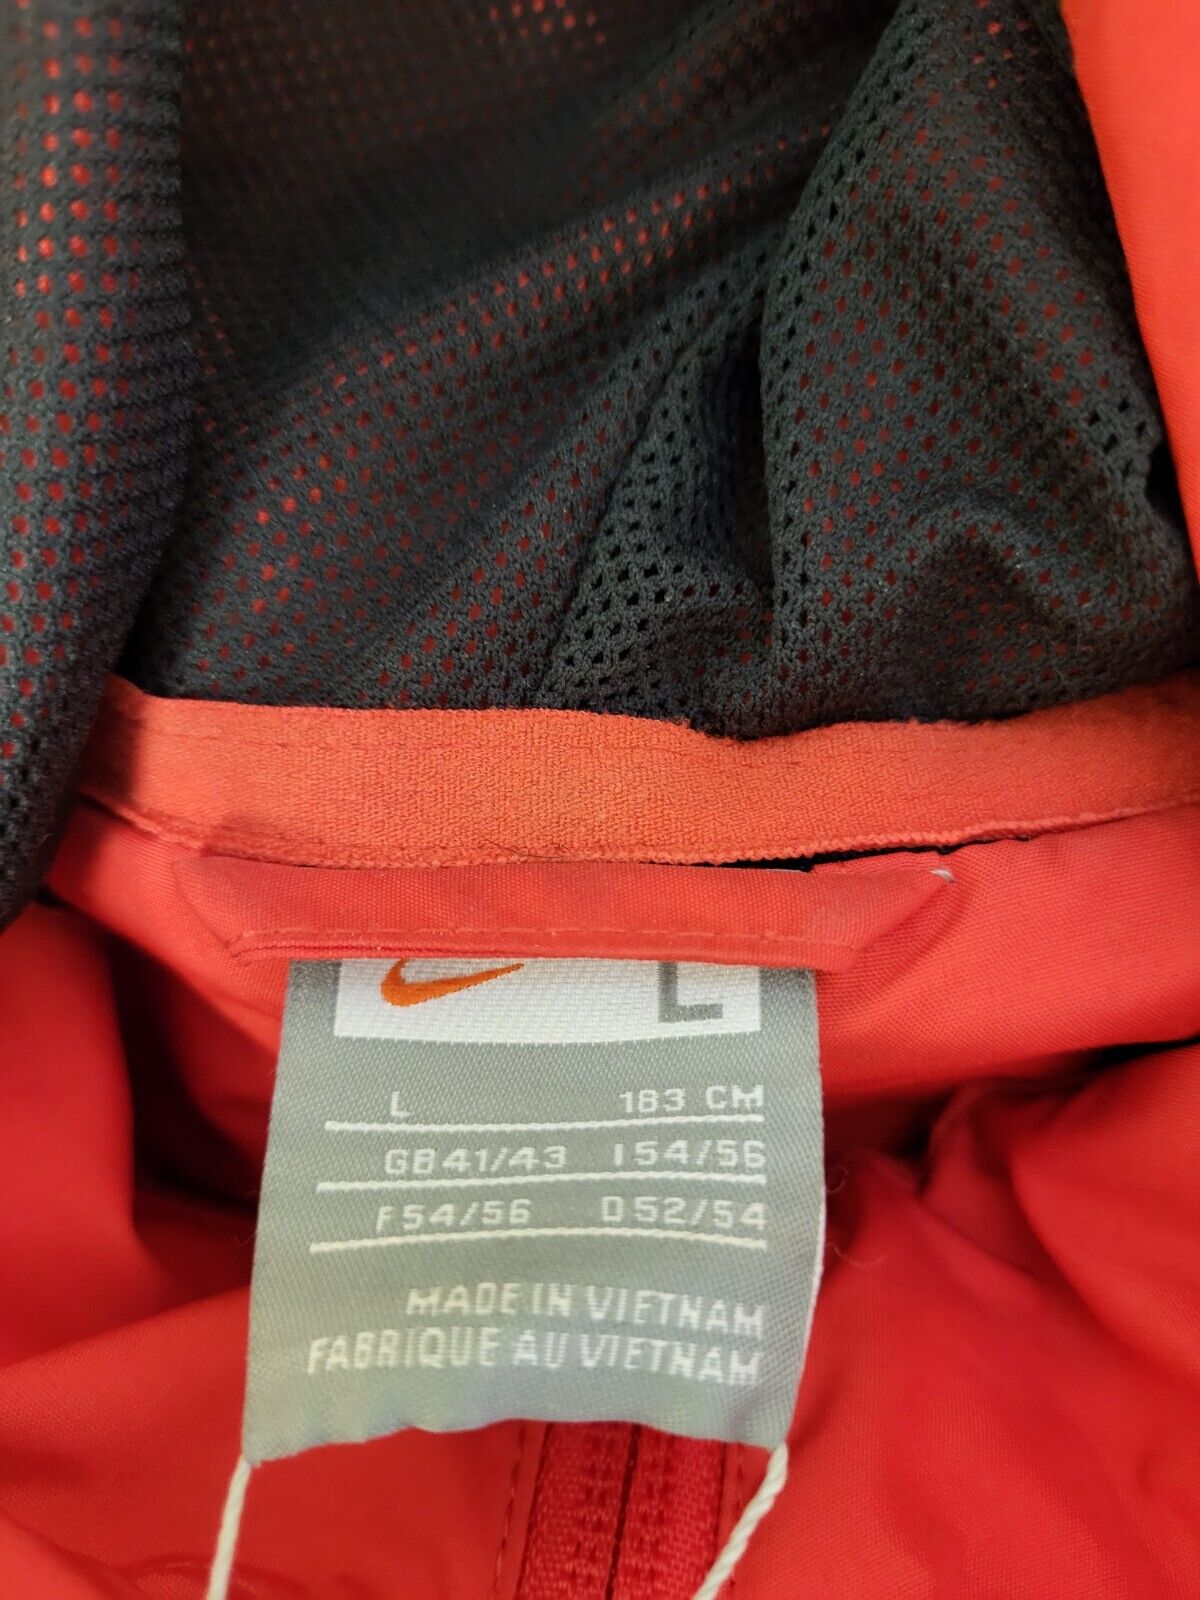 L
L 183 CM
GB41/43 I54/56
F54/56 D52/54
MADE IN VIETNAM
FABRIQUE AU VIETNAM